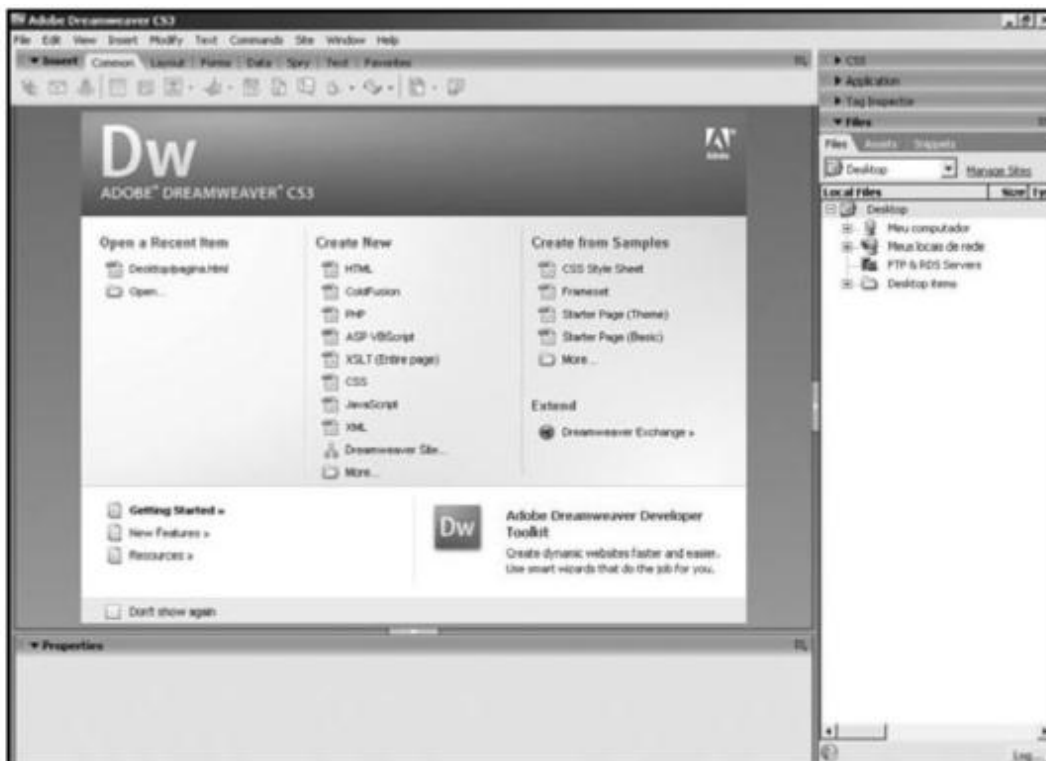 Adobe Dreamweaver CS3
File Edit View Insert Modify Text Commands Site Window Help
Insert Common Layout Forms Data Spry Text Favorites
Dw
Adobe
ADOBE® DREAMWEAVER® CS3
Open a Recent Item
Desktop/pagina.html
Open...
Create New
HTML
ColdFusion
PHP
ASP VBScript
XSLT (Entire page)
CSS
JavaScript
XML
Dreamweaver Site...
More...
Create from Samples
CSS Style Sheet
Frameset
Starter Page (Theme)
Starter Page (Basic)
More...
Extend
Dreamweaver Exchange »
Getting Started »
New Features »
Resources »
Dw
Adobe Dreamweaver Developer
Toolkit
Create dynamic websites faster and easier.
Use smart wizards that do the job for you.
Don't show again
Properties
CSS
Application
Tag Inspector
Files
Files Assets Snippets
Desktop Manage Sites
Local Files Size Ty
Desktop
Meu computador
Meus locais de rede
FTP & RDS Servers
Desktop items
Log...